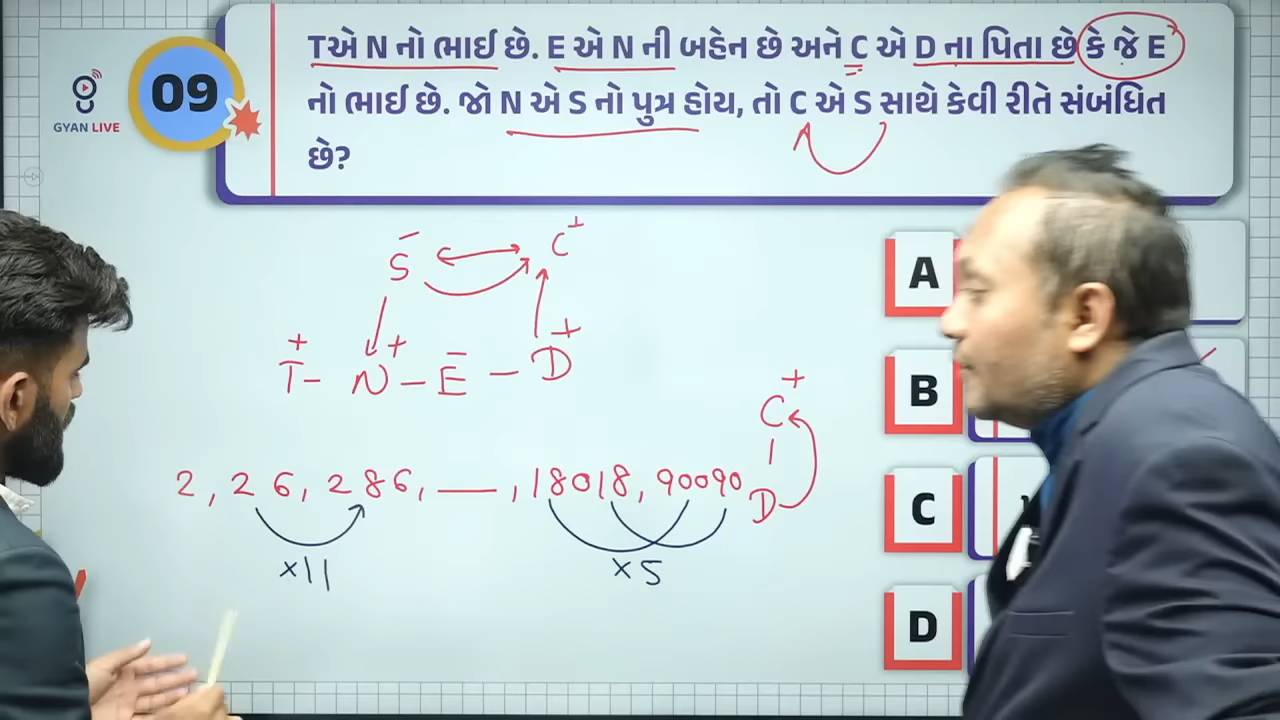 Tએ N નો ભાઈ છે. E એ N ની બહેન છે અને C એ D ના પિતા છે કે જે E
નો ભાઈ છે. જો N એ S નો પુત્ર હોય, તો C એ S સાથે કેવી રીતે સંબંધિત
છે?
09
GYAN LIVE
S - C +
T + - N + - E - - D +
C +
D
2, 26, 286, —, 18018, 90090
×11 ×5
A
B
C
D